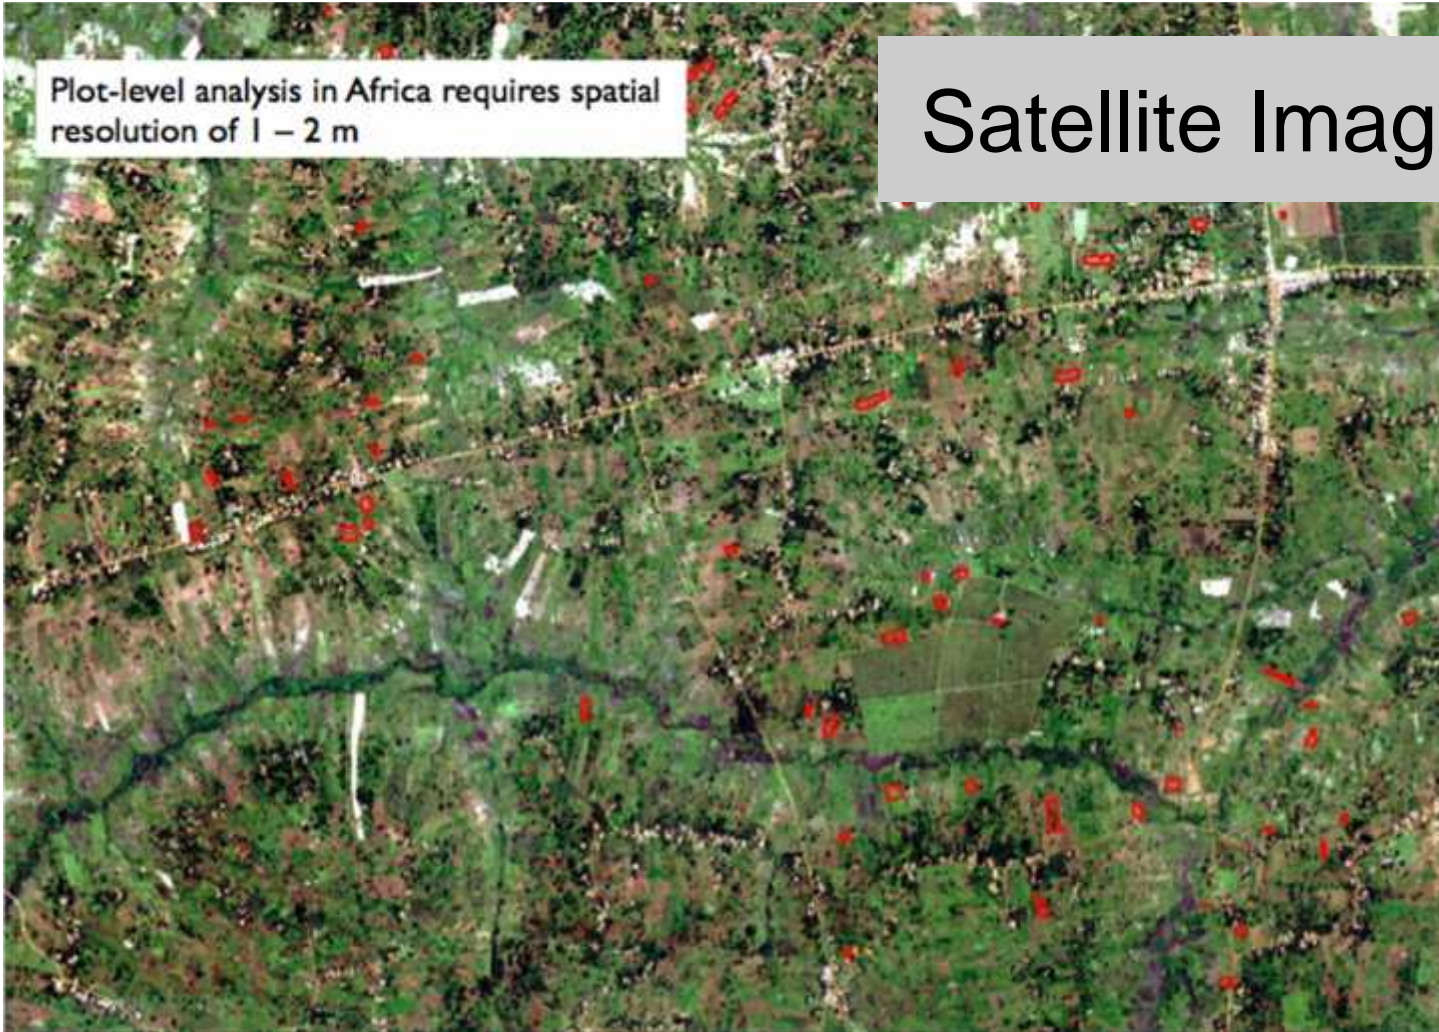 Plot-level analysis in Africa requires spatial
resolution of 1 – 2 m
Satellite Imag